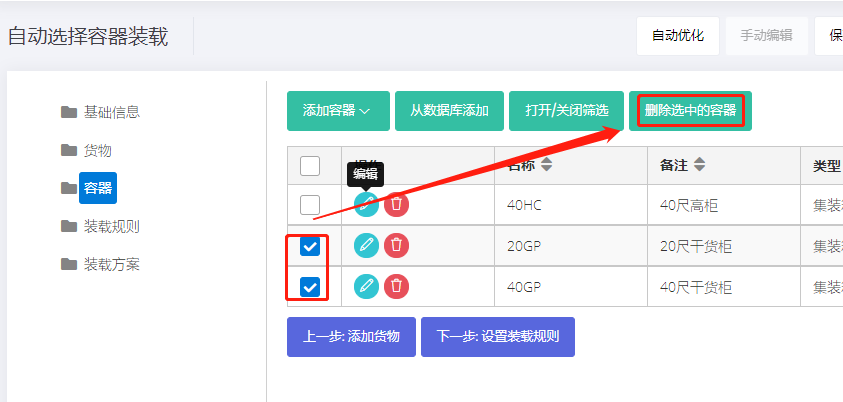 自动选择容器装载
自动优化 手动编辑 保
基础信息
货物
容器
装载规则
装载方案
添加容器 从数据库添加 打开/关闭筛选 删除选中的容器
名称 备注 类型
编辑
40HC 40尺高柜 集装
20GP 20尺干货柜 集装
40GP 40尺干货柜 集装
上一步: 添加货物 下一步: 设置装载规则